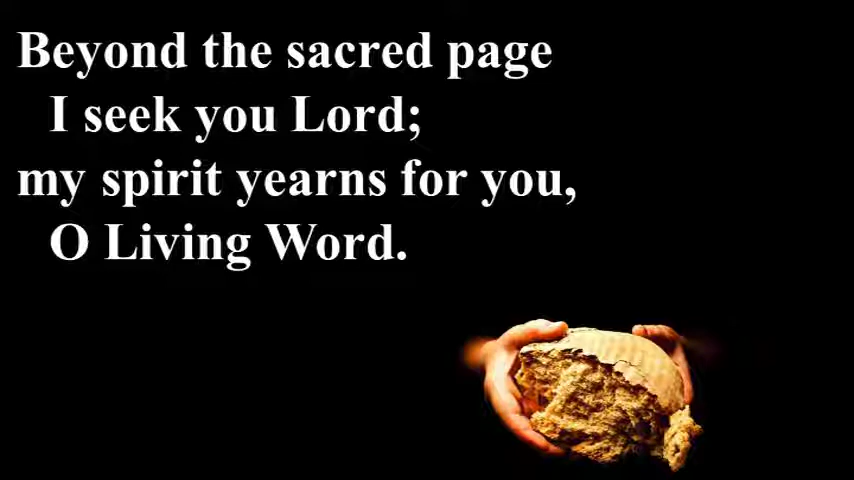 Beyond the sacred page
I seek you Lord;
my spirit yearns for you,
O Living Word.